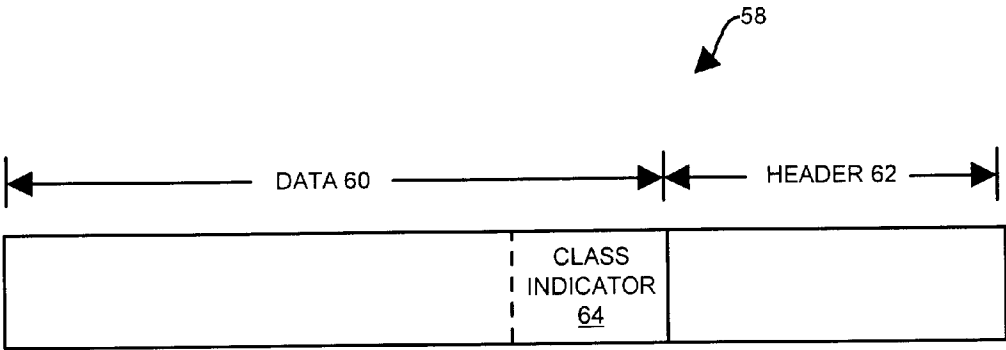 58
DATA 60
HEADER 62
CLASS
INDICATOR
64